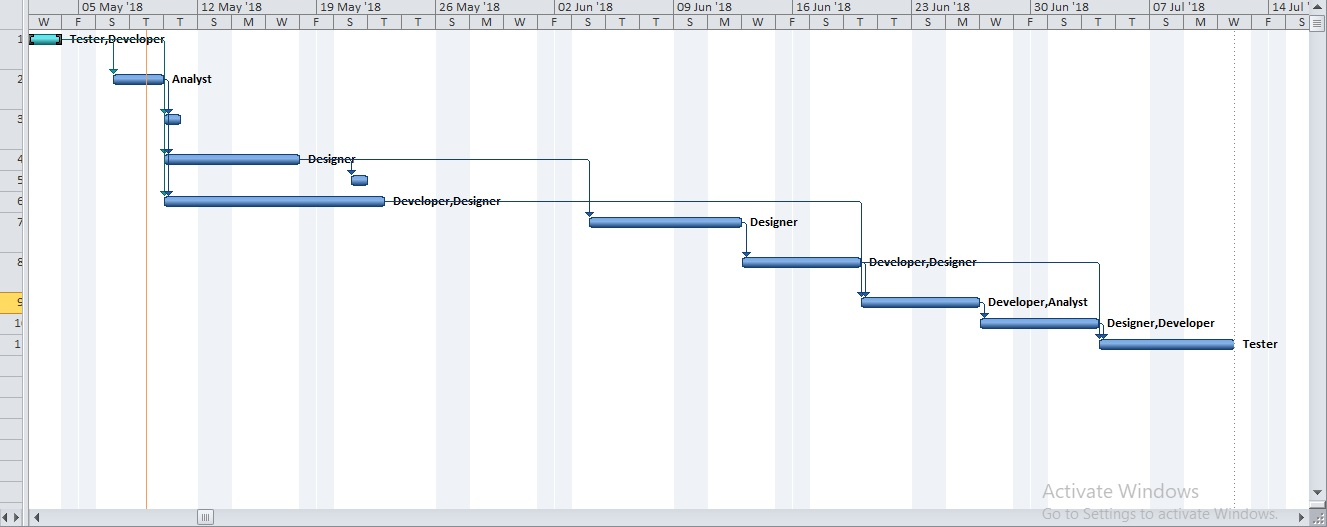 05 May '18 12 May '18 19 May '18 26 May '18 02 Jun '18 09 Jun '18 16 Jun '18 23 Jun '18 30 Jun '18 07 Jul '18 14 Jul '
W F S T T S M W F S T T S M W F S T T S M W F S T T S M W F S T T S M W F S
1 Tester,Developer
2 Analyst
3
4 Designer
5
6 Developer,Designer
7 Designer
8 Developer,Designer
9 Developer,Analyst
1 Designer,Developer
1 Tester
Activate Windows
Go to Settings to activate Windows.